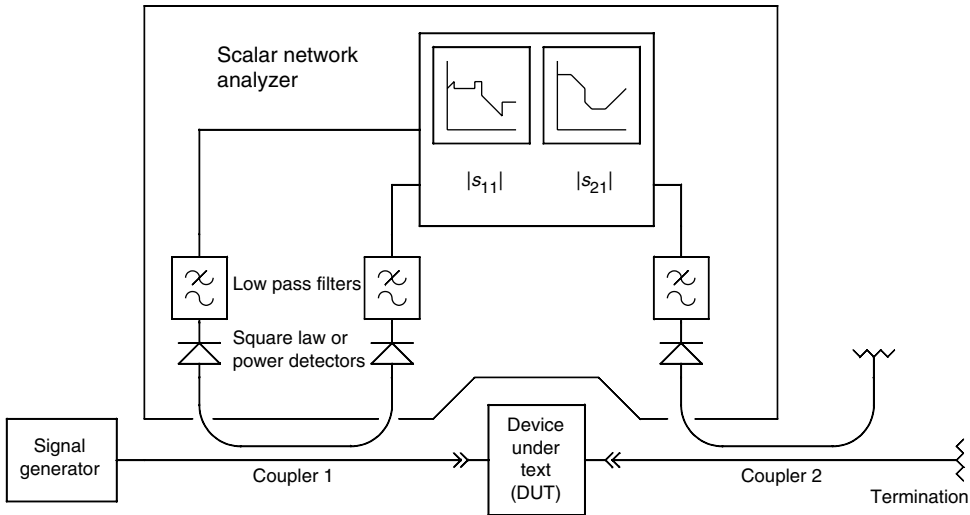 Scalar network
analyzer
|s11|
|s21|
Low pass filters
Square law or
power detectors
Signal
generator
Coupler 1
Device
under
text
(DUT)
Coupler 2
Termination